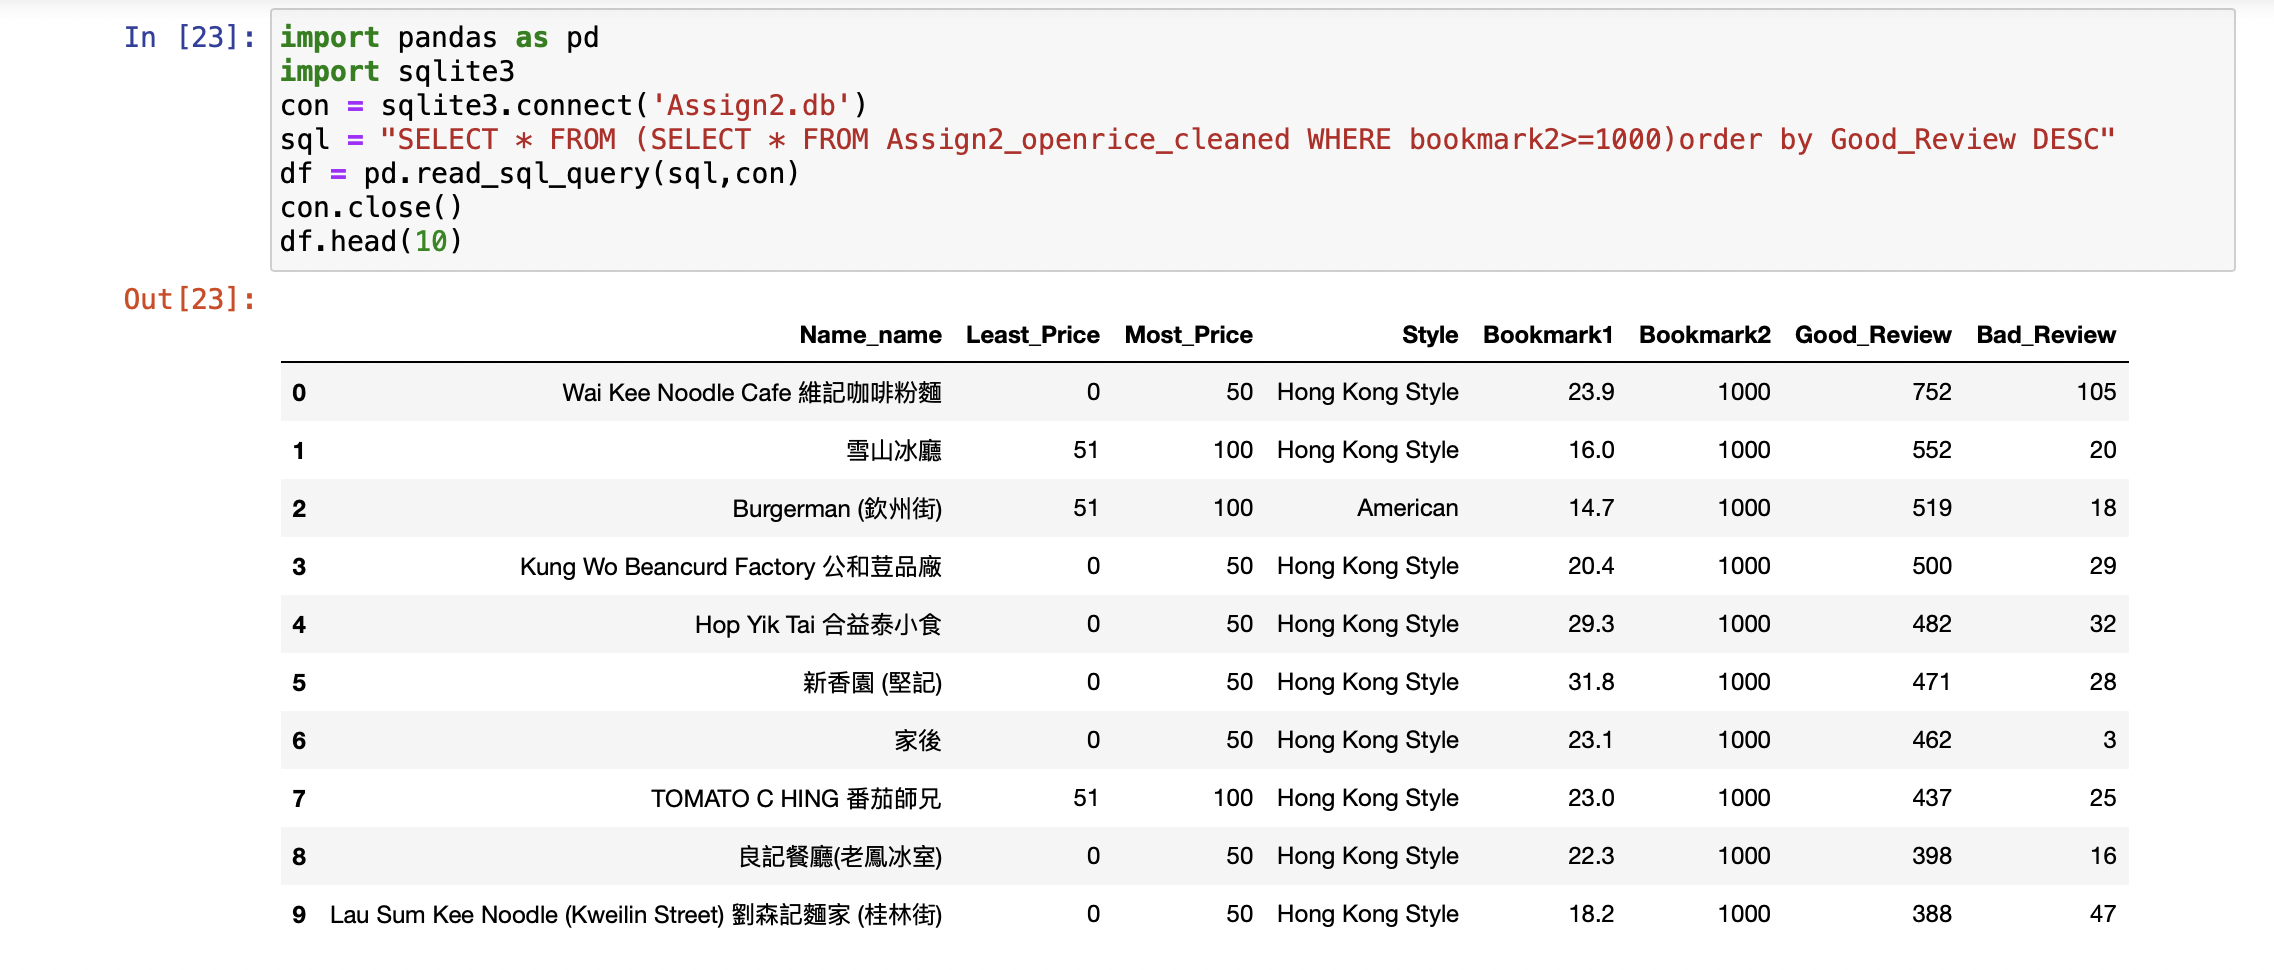 In [23]: import pandas as pd
import sqlite3
con = sqlite3.connect('Assign2.db')
sql = "SELECT * FROM (SELECT * FROM Assign2_openrice_cleaned WHERE bookmark2>=1000)order by Good_Review DESC"
df = pd.read_sql_query(sql,con)
con.close()
df.head(10)
Out[23]:
Name_name Least_Price Most_Price Style Bookmark1 Bookmark2 Good_Review Bad_Review
0 Wai Kee Noodle Cafe 維記咖啡粉麵 0 50 Hong Kong Style 23.9 1000 752 105
1 雪山冰廳 51 100 Hong Kong Style 16.0 1000 552 20
2 Burgerman (欽州街) 51 100 American 14.7 1000 519 18
3 Kung Wo Beancurd Factory 公和荳品廠 0 50 Hong Kong Style 20.4 1000 500 29
4 Hop Yik Tai 合益泰小食 0 50 Hong Kong Style 29.3 1000 482 32
5 新香園 (堅記) 0 50 Hong Kong Style 31.8 1000 471 28
6 家後 0 50 Hong Kong Style 23.1 1000 462 3
7 TOMATO C HING 番茄師兄 51 100 Hong Kong Style 23.0 1000 437 25
8 良記餐廳(老鳳冰室) 0 50 Hong Kong Style 22.3 1000 398 16
9 Lau Sum Kee Noodle (Kweilin Street) 劉森記麵家 (桂林街) 0 50 Hong Kong Style 18.2 1000 388 47